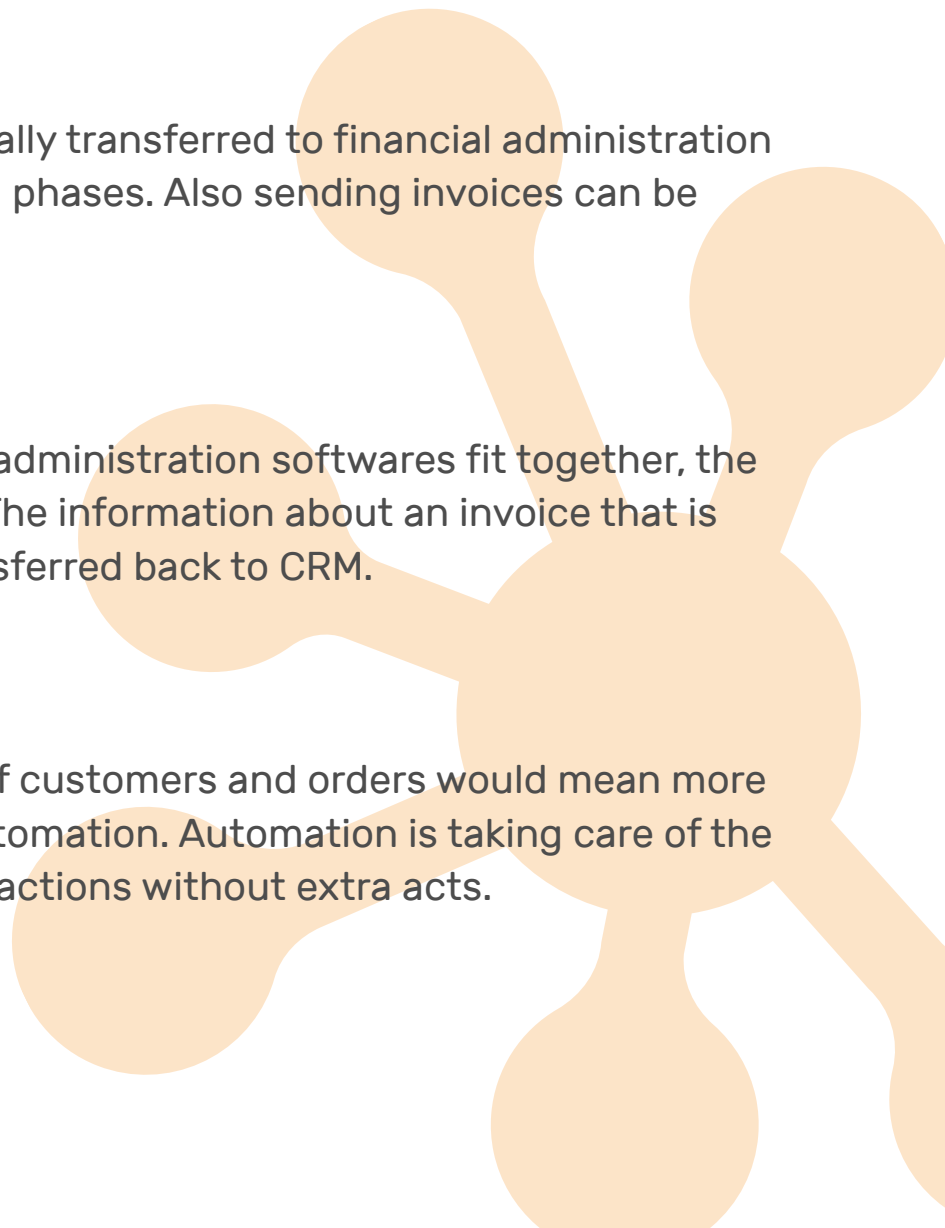 ally transferred to financial administration
phases. Also sending invoices can be
administration softwares fit together, the
The information about an invoice that is
sferred back to CRM.
f customers and orders would mean more
tomation. Automation is taking care of the
actions without extra acts.